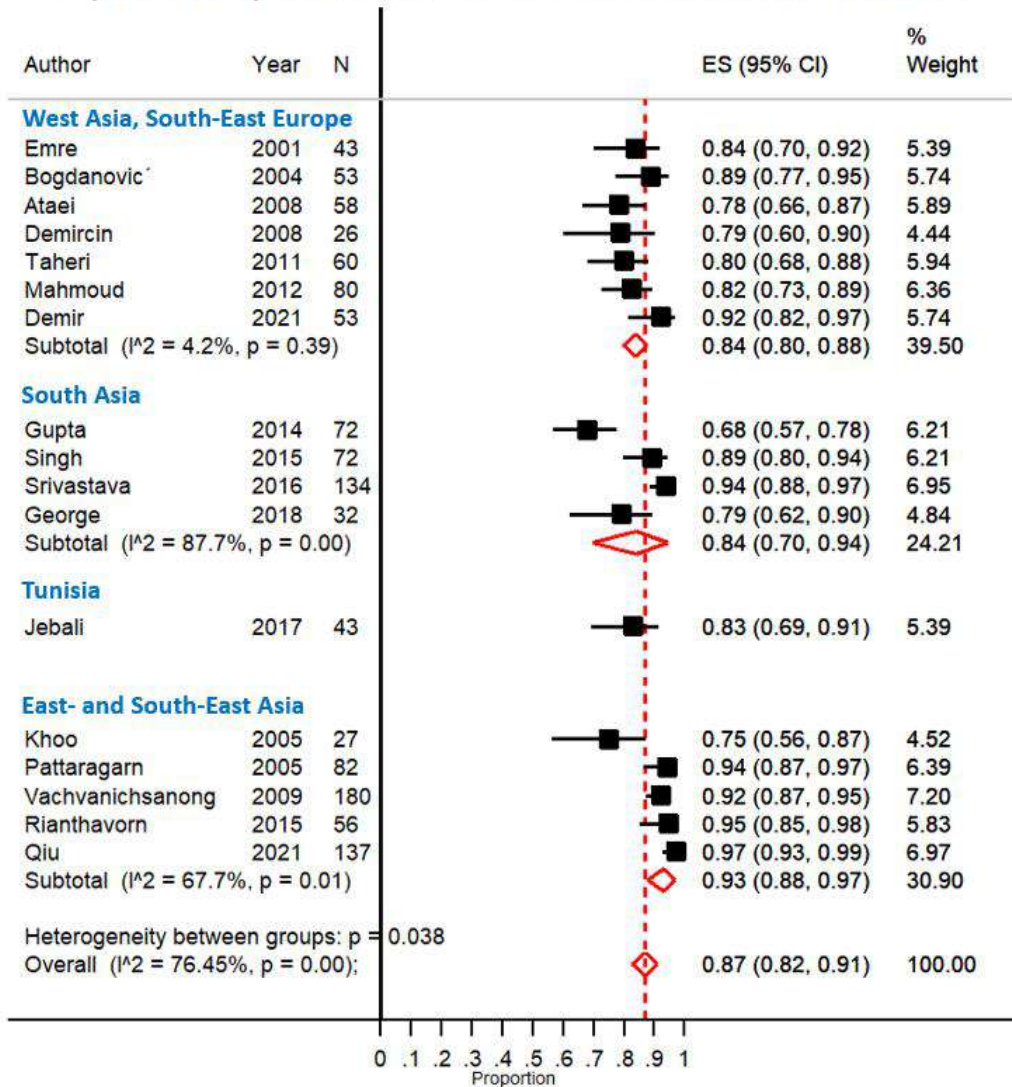 Author Year N ES (95% CI) % Weight
West Asia, South-East Europe
Emre 2001 43 0.84 (0.70, 0.92) 5.39
Bogdanovic´ 2004 53 0.89 (0.77, 0.95) 5.74
Ataei 2008 58 0.78 (0.66, 0.87) 5.89
Demircin 2008 26 0.79 (0.60, 0.90) 4.44
Taheri 2011 60 0.80 (0.68, 0.88) 5.94
Mahmoud 2012 80 0.82 (0.73, 0.89) 6.36
Demir 2021 53 0.92 (0.82, 0.97) 5.74
Subtotal (I^2 = 4.2%, p = 0.39) 0.84 (0.80, 0.88) 39.50
South Asia
Gupta 2014 72 0.68 (0.57, 0.78) 6.21
Singh 2015 72 0.89 (0.80, 0.94) 6.21
Srivastava 2016 134 0.94 (0.88, 0.97) 6.95
George 2018 32 0.79 (0.62, 0.90) 4.84
Subtotal (I^2 = 87.7%, p = 0.00) 0.84 (0.70, 0.94) 24.21
Tunisia
Jebali 2017 43 0.83 (0.69, 0.91) 5.39
East- and South-East Asia
Khoo 2005 27 0.75 (0.56, 0.87) 4.52
Pattaragarn 2005 82 0.94 (0.87, 0.97) 6.39
Vachvanichsanong 2009 180 0.92 (0.87, 0.95) 7.20
Rianthavorn 2015 56 0.95 (0.85, 0.98) 5.83
Qiu 2021 137 0.97 (0.93, 0.99) 6.97
Subtotal (I^2 = 67.7%, p = 0.01) 0.93 (0.88, 0.97) 30.90
Heterogeneity between groups: p = 0.038
Overall (I^2 = 76.45%, p = 0.00); 0.87 (0.82, 0.91) 100.00
0 .1 .2 .3 .4 .5 .6 .7 .8 .9 1
Proportion